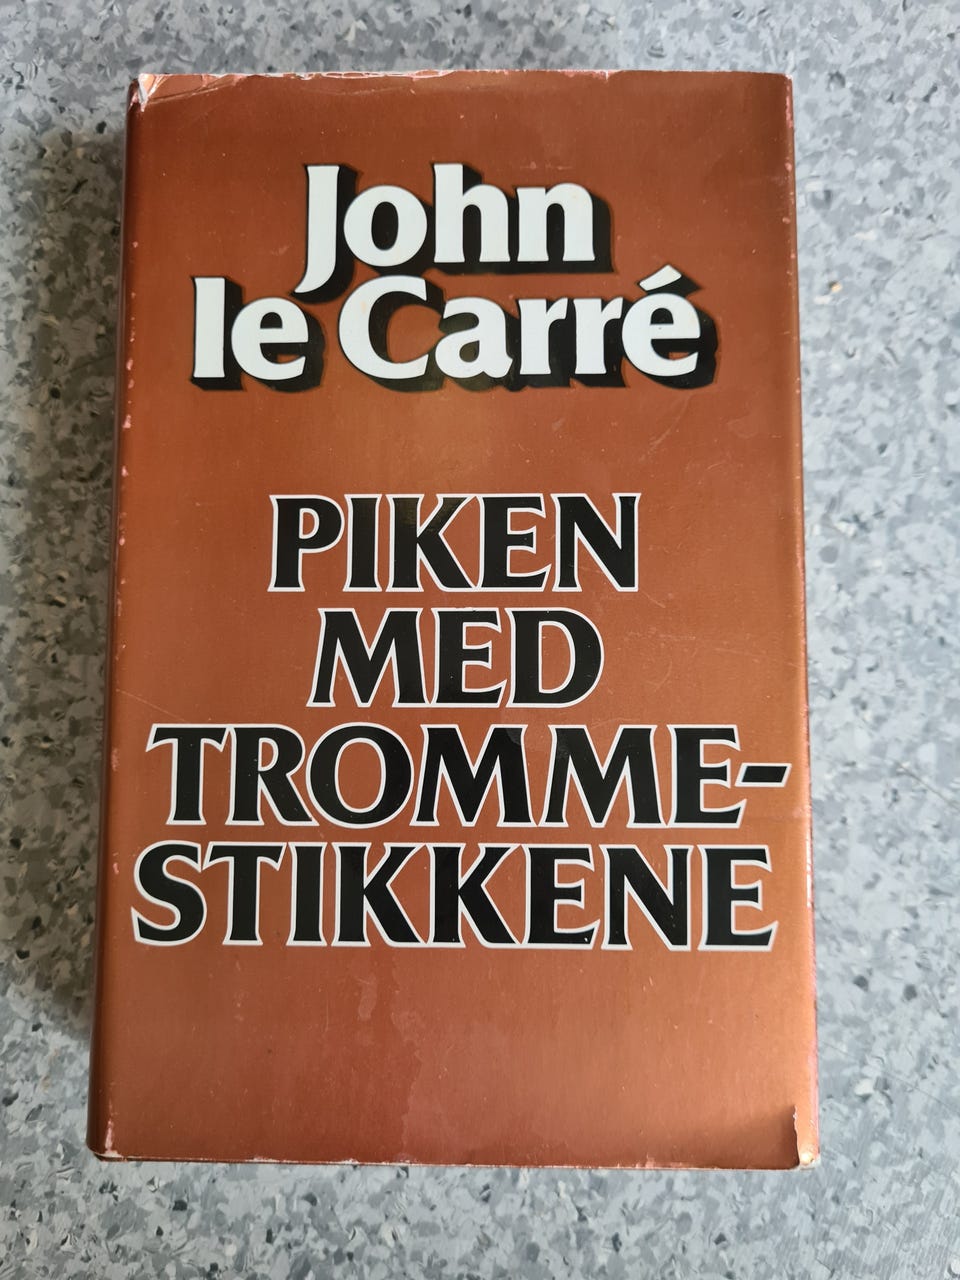 John
le Carré
PIKEN
MED
TROMME-
STIKKENE